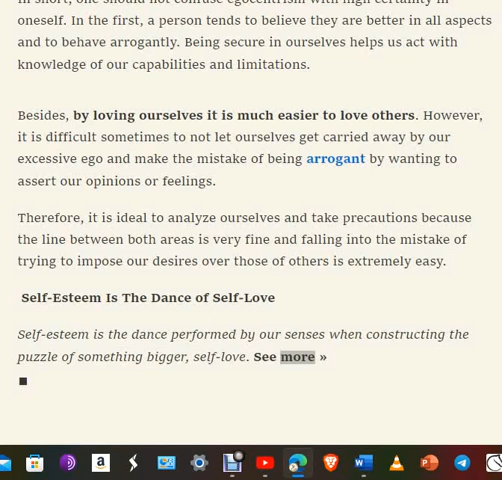 In short, one should not confuse egocentrism with high certainty in
oneself. In the first, a person tends to believe they are better in all aspects
and to behave arrogantly. Being secure in ourselves helps us act with
knowledge of our capabilities and limitations.
Besides, by loving ourselves it is much easier to love others. However,
it is difficult sometimes to not let ourselves get carried away by our
excessive ego and make the mistake of being arrogant by wanting to
assert our opinions or feelings.
Therefore, it is ideal to analyze ourselves and take precautions because
the line between both areas is very fine and falling into the mistake of
trying to impose our desires over those of others is extremely easy.
Self-Esteem Is The Dance of Self-Love
Self-esteem is the dance performed by our senses when constructing the
puzzle of something bigger, self-love. See more »